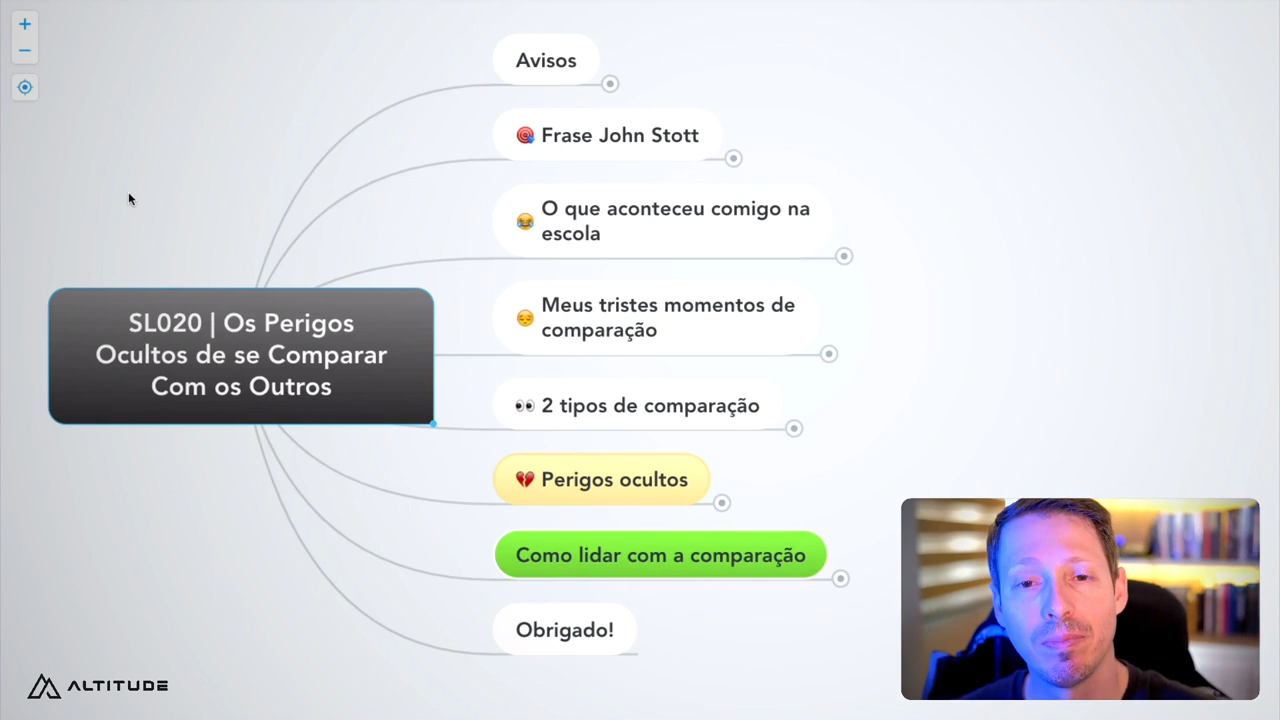 Avisos
🎯 Frase John Stott
😂 O que aconteceu comigo na
escola
😔 Meus tristes momentos de
comparação
SL020 | Os Perigos
Ocultos de se Comparar
Com os Outros
👀 2 tipos de comparação
💔 Perigos ocultos
Como lidar com a comparação
Obrigado!
ALTITUDE